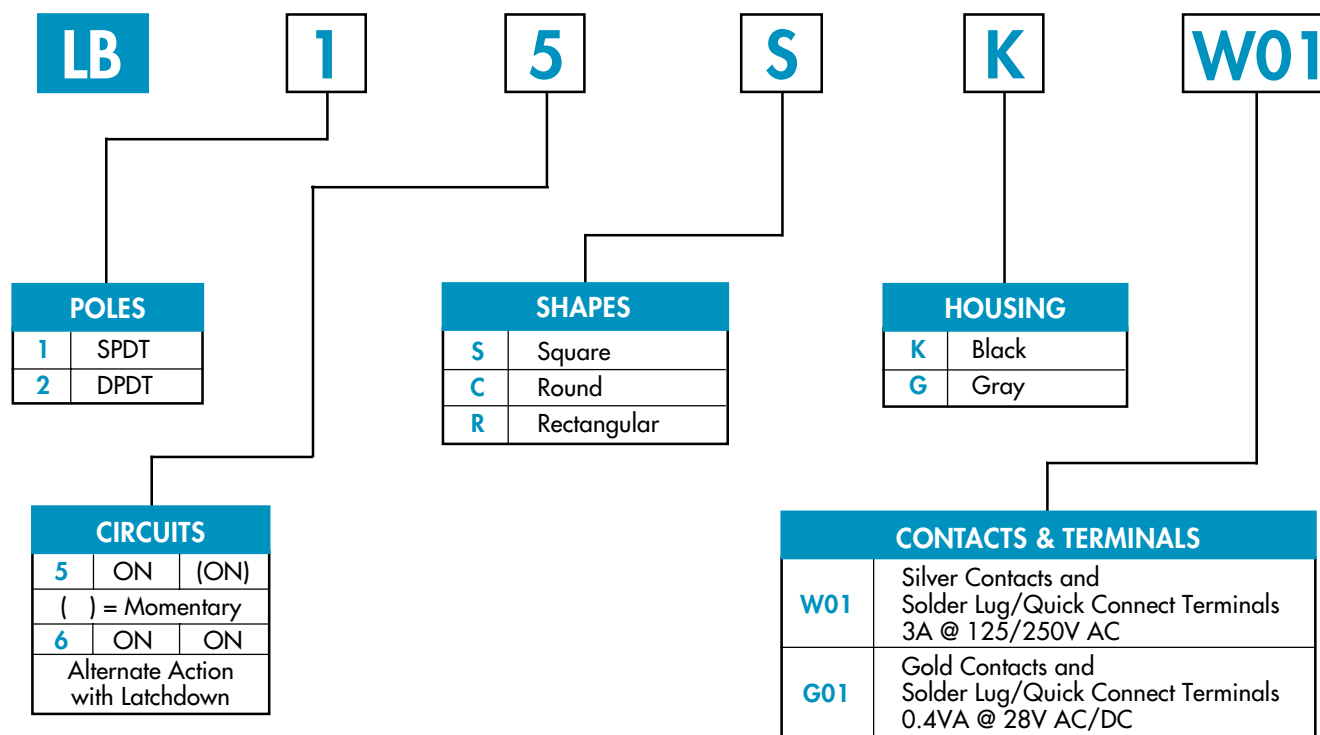 LB 1 5 S K W01
POLES
1 SPDT
2 DPDT
SHAPES
S Square
C Round
R Rectangular
HOUSING
K Black
G Gray
CIRCUITS
5 ON (ON)
( ) = Momentary
6 ON ON
Alternate Action
with Latchdown
CONTACTS & TERMINALS
W01 Silver Contacts and
Solder Lug/Quick Connect Terminals
3A @ 125/250V AC
G01 Gold Contacts and
Solder Lug/Quick Connect Terminals
0.4VA @ 28V AC/DC